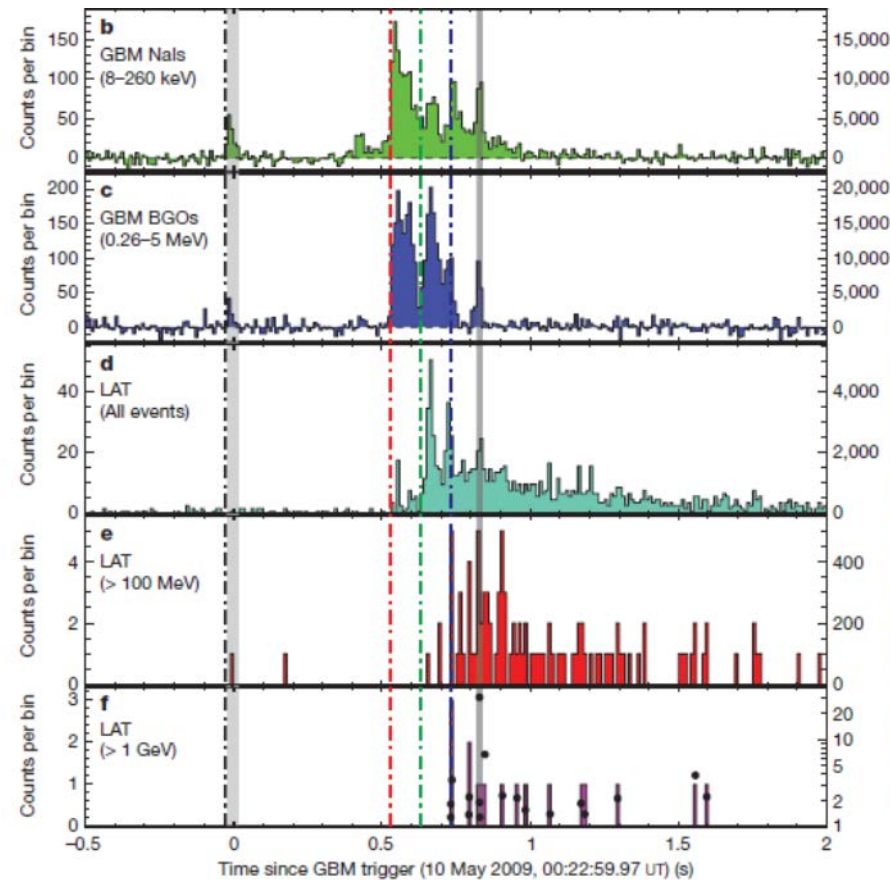 b
GBM NaIs
(8–260 keV)
Counts per bin
150
100
50
0
15,000
10,000
5,000
0
c
GBM BGOs
(0.26–5 MeV)
Counts per bin
200
150
100
50
0
20,000
15,000
10,000
5,000
0
d
LAT
(All events)
Counts per bin
40
20
0
4,000
2,000
0
e
LAT
(> 100 MeV)
Counts per bin
4
2
0
400
200
0
f
LAT
(> 1 GeV)
Counts per bin
3
2
1
0
20
10
5
2
1
–0.5
0
0.5
1
1.5
2
Time since GBM trigger (10 May 2009, 00:22:59.97 UT) (s)